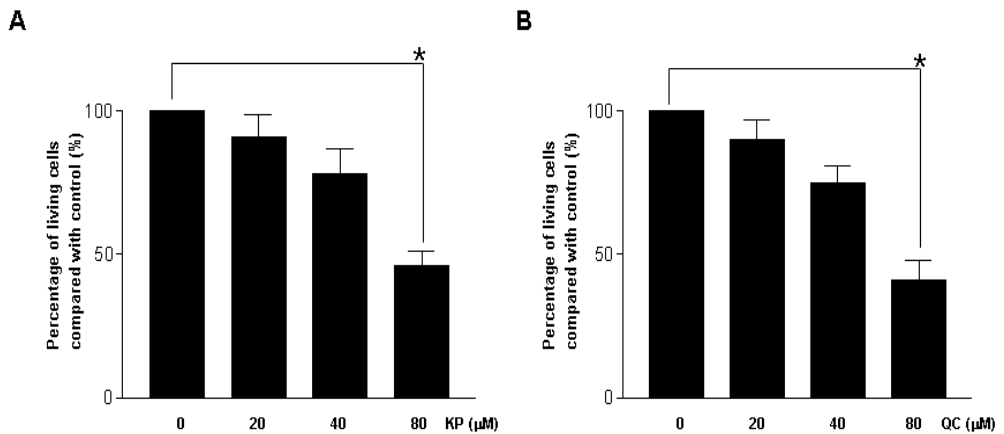 A
*
Percentage of living cells
compared with control (%)
100
50
0
0 20 40 80 KP (µM)
B
*
Percentage of living cells
compared with control (%)
100
50
0
0 20 40 80 QC (µM)